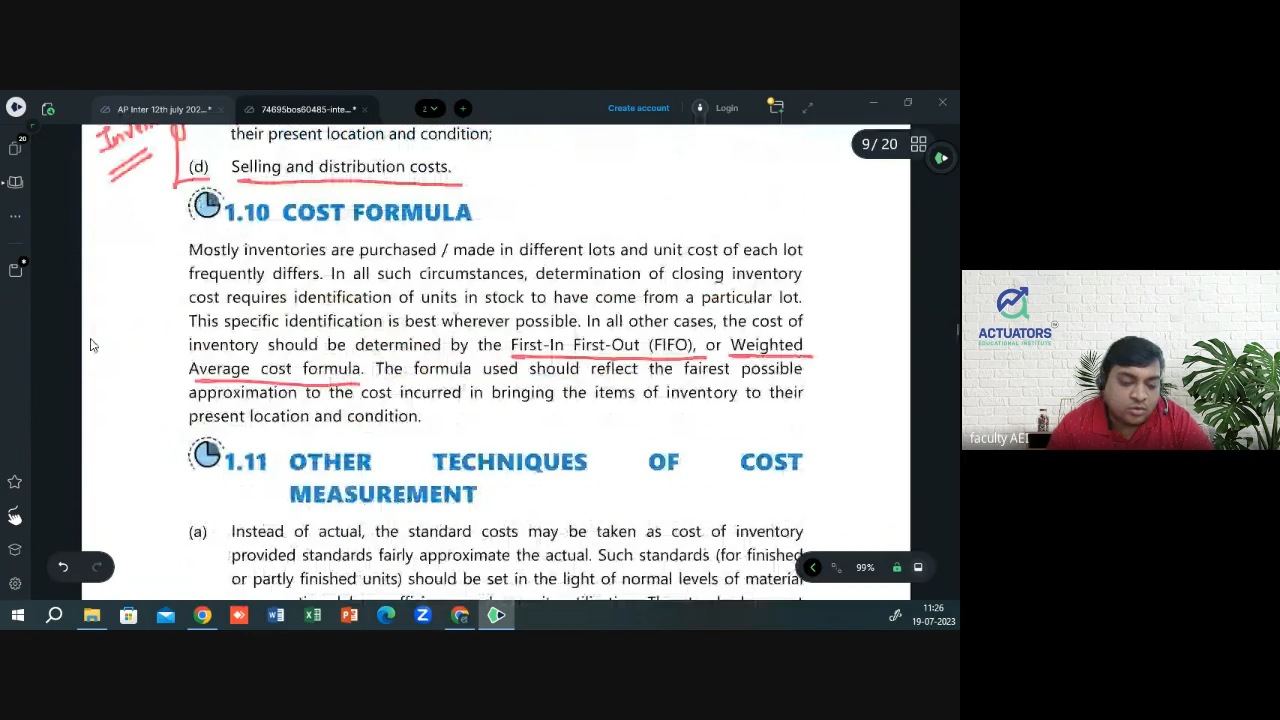 AP Inter 12th july 202...*
74695bos60485-inte...*
2
Create account
Login
20
9 / 20
their present location and condition;
(d) Selling and distribution costs.
1.10 COST FORMULA
Mostly inventories are purchased / made in different lots and unit cost of each lot
frequently differs. In all such circumstances, determination of closing inventory
cost requires identification of units in stock to have come from a particular lot.
This specific identification is best wherever possible. In all other cases, the cost of
inventory should be determined by the First-In First-Out (FIFO), or Weighted
Average cost formula. The formula used should reflect the fairest possible
approximation to the cost incurred in bringing the items of inventory to their
present location and condition.
1.11 OTHER TECHNIQUES OF COST
MEASUREMENT
(a) Instead of actual, the standard costs may be taken as cost of inventory
provided standards fairly approximate the actual. Such standards (for finished
or partly finished units) should be set in the light of normal levels of material
99%
11:26
19-07-2023
ACTUATORS
EDUCATIONAL INSTITUTE
faculty AEI